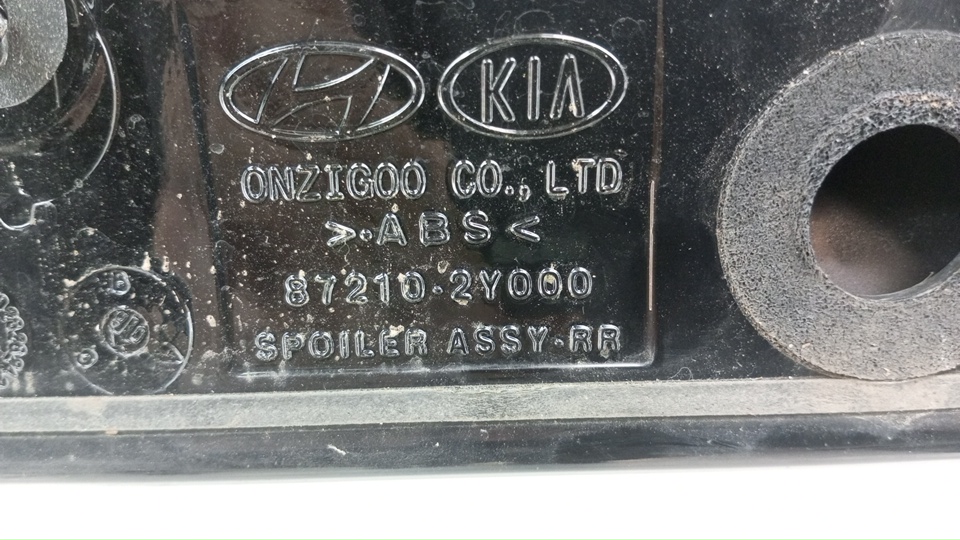 KIA
ONZIGOO CO., LTD
>·ABS<
87210-2Y000
SPOILER ASSY-RR